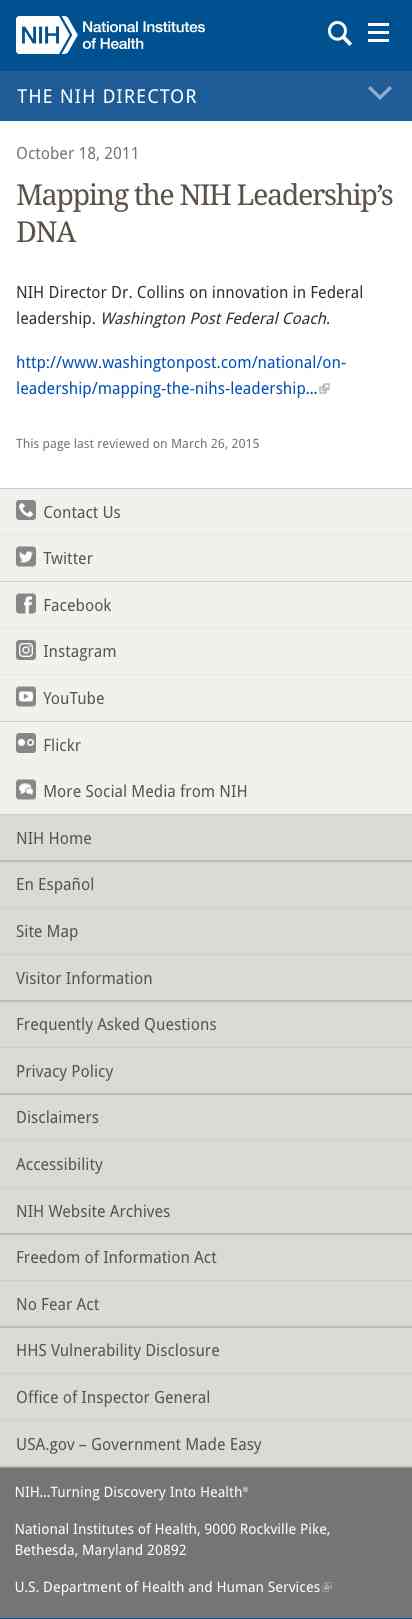 NIH National Institutes
of Health
THE NIH DIRECTOR
October 18, 2011
Mapping the NIH Leadership's
DNA
NIH Director Dr. Collins on innovation in Federal
leadership. Washington Post Federal Coach.
http://www.washingtonpost.com/national/on-
leadership/mapping-the-nihs-leadership...
This page last reviewed on March 26, 2015
Contact Us
Twitter
Facebook
Instagram
YouTube
Flickr
More Social Media from NIH
NIH Home
En Español
Site Map
Visitor Information
Frequently Asked Questions
Privacy Policy
Disclaimers
Accessibility
NIH Website Archives
Freedom of Information Act
No Fear Act
HHS Vulnerability Disclosure
Office of Inspector General
USA.gov – Government Made Easy
NIH...Turning Discovery Into Health®
National Institutes of Health, 9000 Rockville Pike,
Bethesda, Maryland 20892
U.S. Department of Health and Human Services